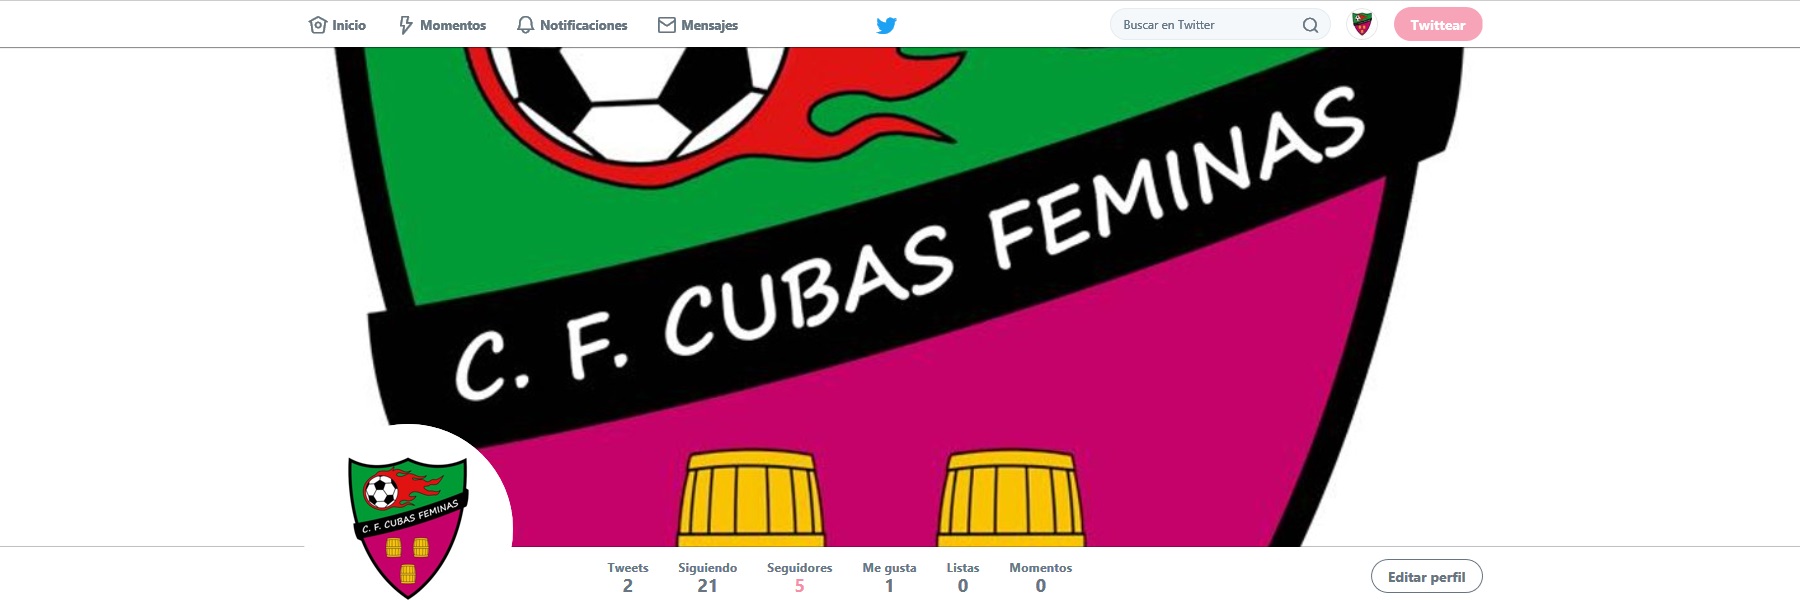 Inicio Momentos Notificaciones Mensajes Buscar en Twitter Twittear
C. F. CUBAS FEMINAS
C. F. CUBAS FEMINAS
Tweets Siguiendo Seguidores Me gusta Listas Momentos
2 21 5 1 0 0
Editar perfil